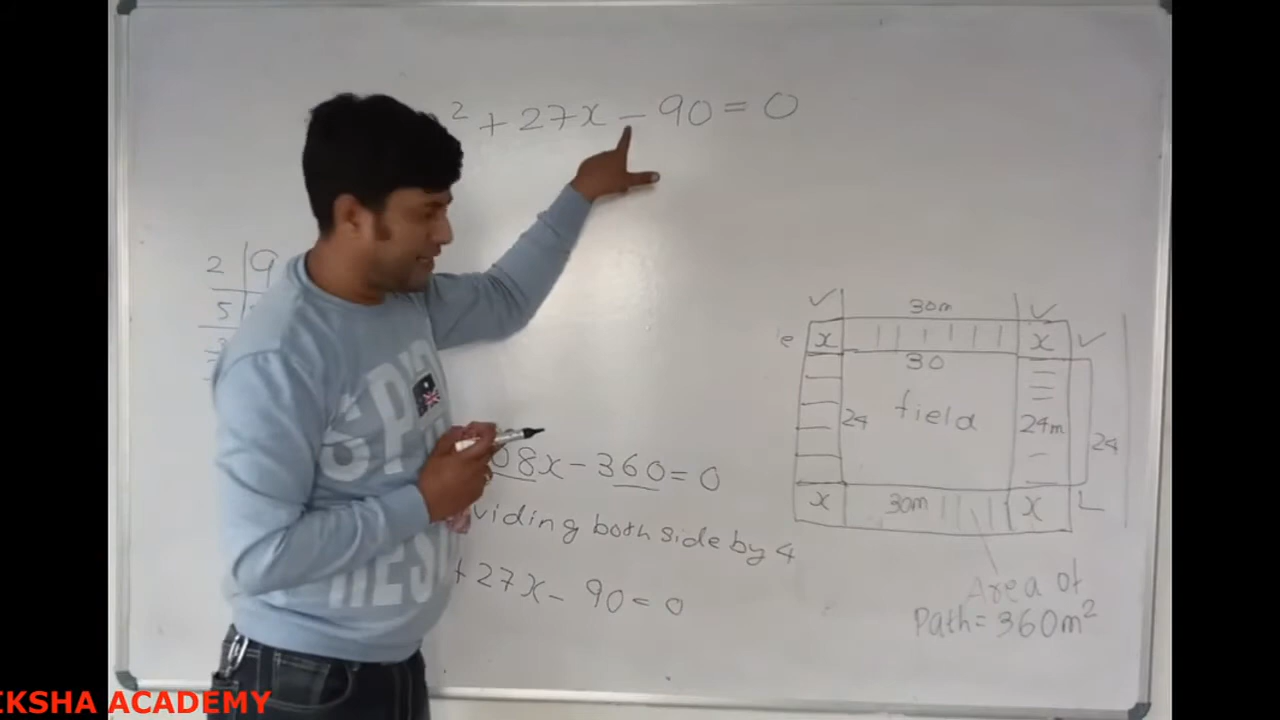 2 + 27x - 90 = 0
2 9
5
✓ 30m ✓
e x x ✓
30
field
24 24m 24
08x - 360 = 0
x 30m x L
viding both side by 4
+ 27x - 90 = 0
Area of
Path = 360m²
EKSHA ACADEMY